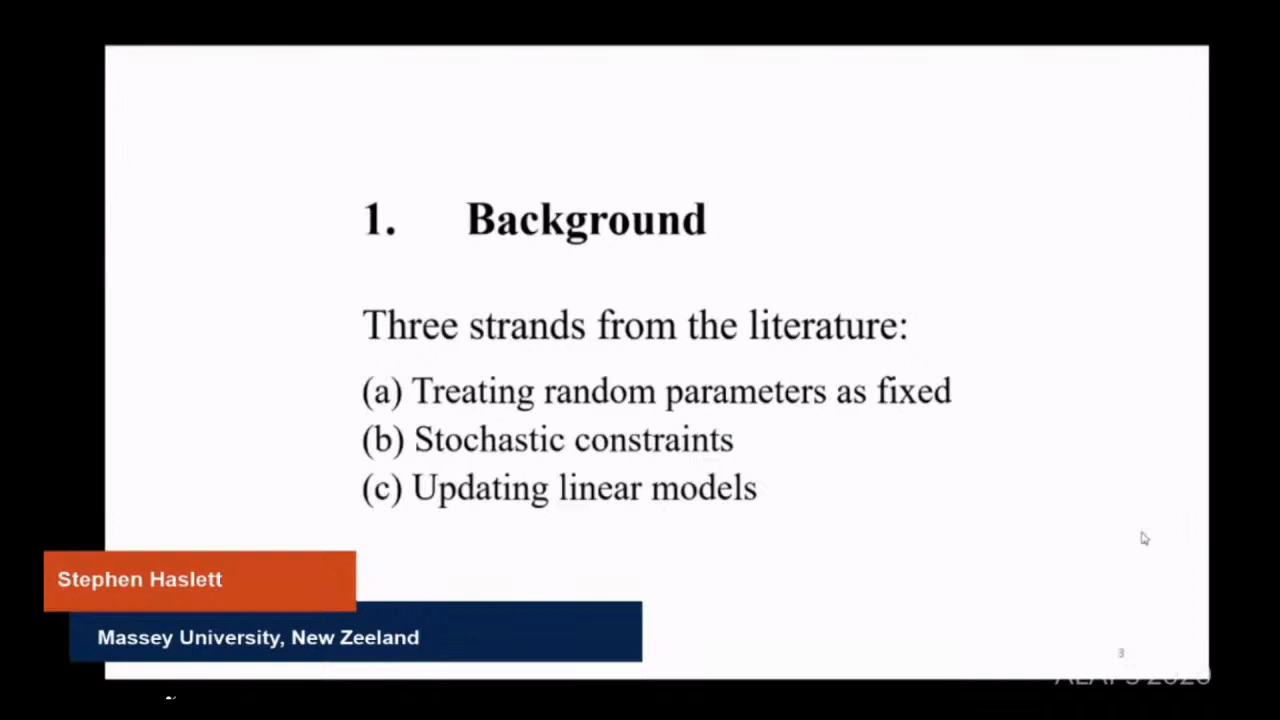 1. Background
Three strands from the literature:
(a) Treating random parameters as fixed
(b) Stochastic constraints
(c) Updating linear models
Stephen Haslett
Massey University, New Zeeland
3